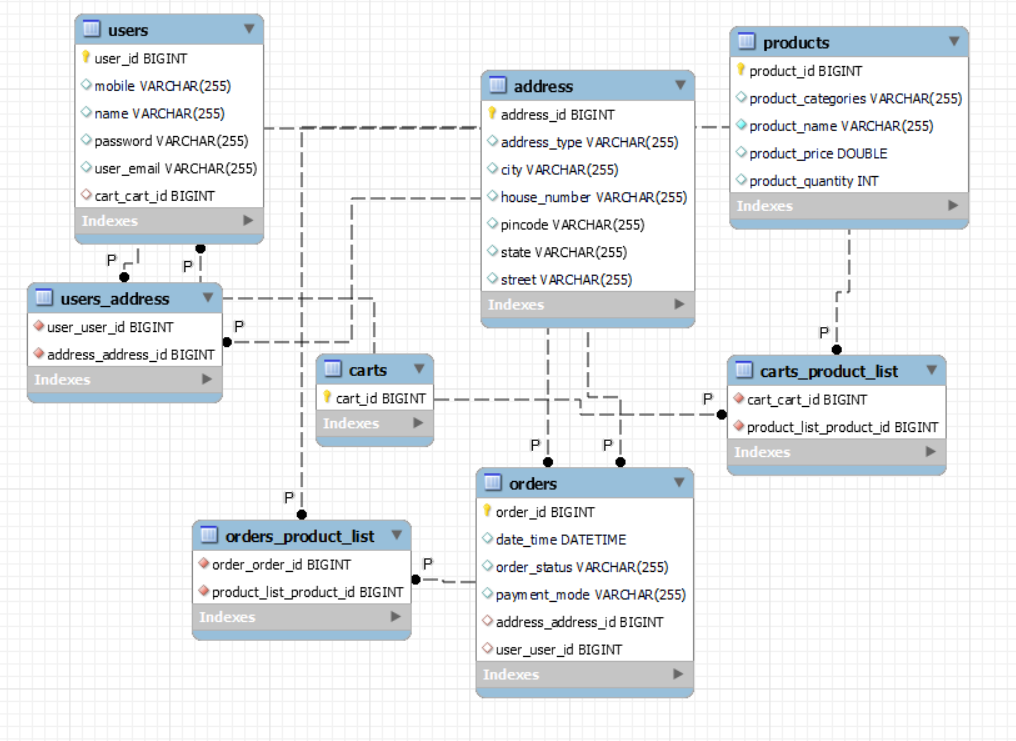 users
user_id BIGINT
mobile VARCHAR(255)
name VARCHAR(255)
password VARCHAR(255)
user_email VARCHAR(255)
cart_cart_id BIGINT
Indexes
address
address_id BIGINT
address_type VARCHAR(255)
city VARCHAR(255)
house_number VARCHAR(255)
pincode VARCHAR(255)
state VARCHAR(255)
street VARCHAR(255)
Indexes
products
product_id BIGINT
product_categories VARCHAR(255)
product_name VARCHAR(255)
product_price DOUBLE
product_quantity INT
Indexes
P
P
users_address
user_user_id BIGINT
address_address_id BIGINT
Indexes
P
carts
cart_id BIGINT
Indexes
P
P
carts_product_list
cart_cart_id BIGINT
product_list_product_id BIGINT
Indexes
P
P
P
orders_product_list
order_order_id BIGINT
product_list_product_id BIGINT
Indexes
P
orders
order_id BIGINT
date_time DATETIME
order_status VARCHAR(255)
payment_mode VARCHAR(255)
address_address_id BIGINT
user_user_id BIGINT
Indexes